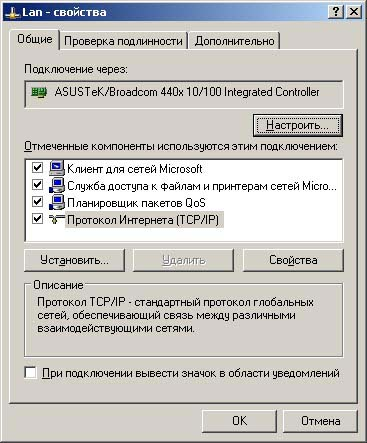 Lan - свойства
Общие
Проверка подлинности
Дополнительно
Подключение через:
ASUSTeK/Broadcom 440x 10/100 Integrated Controller
Настроить...
Отмеченные компоненты используются этим подключением:
Клиент для сетей Microsoft
Служба доступа к файлам и принтерам сетей Micro...
Планировщик пакетов QoS
Протокол Интернета (TCP/IP)
Установить...
Удалить
Свойства
Описание
Протокол TCP/IP - стандартный протокол глобальных
сетей, обеспечивающий связь между различными
взаимодействующими сетями.
При подключении вывести значок в области уведомлений
OK
Отмена